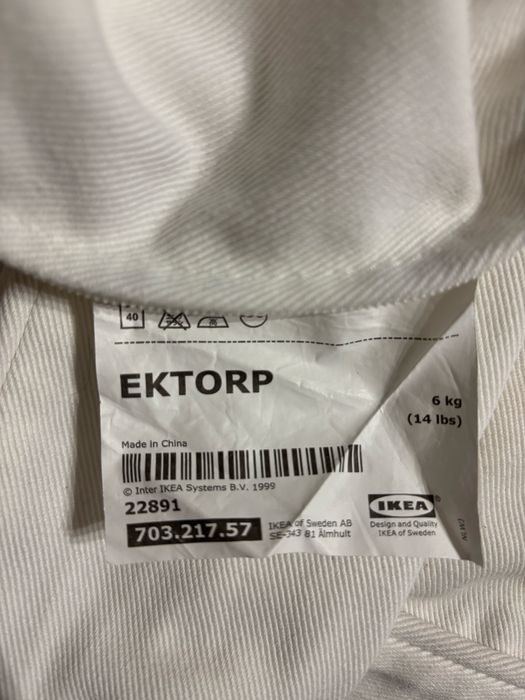 40
EKTORP
6 kg
(14 lbs)
Made in China
© Inter IKEA Systems B.V. 1999
22891
703.217.57
IKEA of Sweden AB
SE-343 81 Älmhult
IKEA®
Design and Quality
IKEA of Sweden